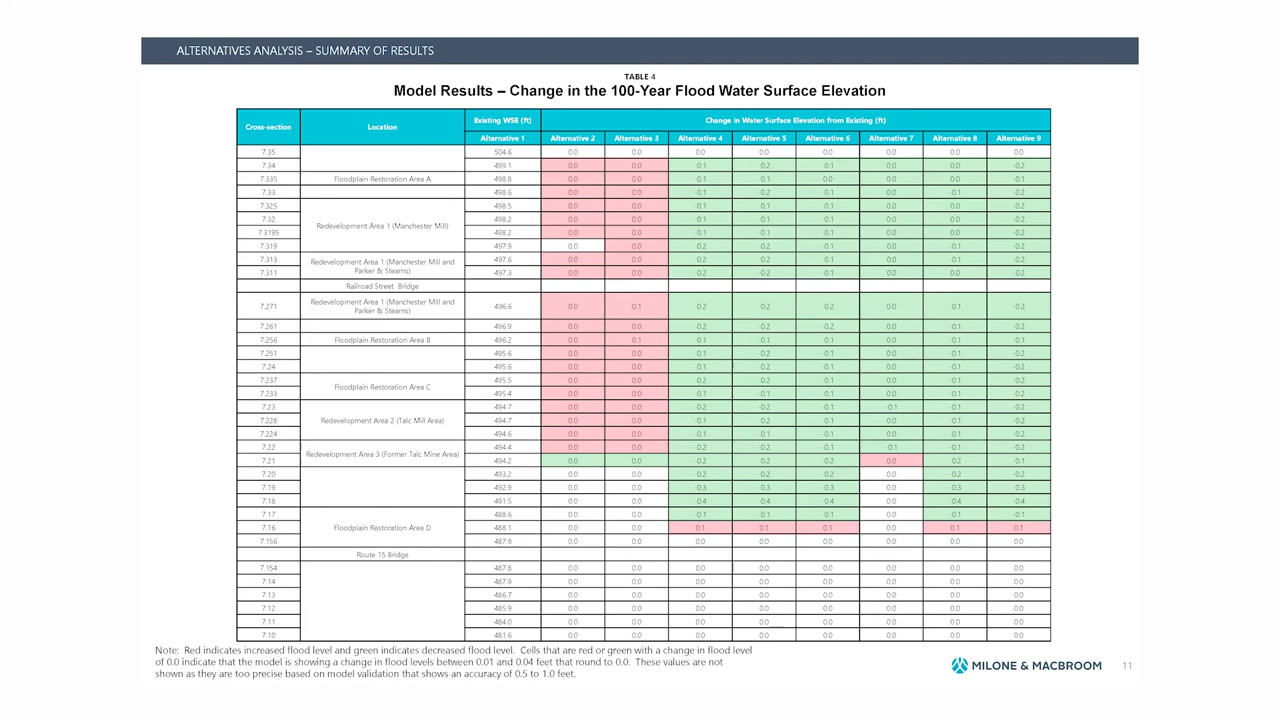 ALTERNATIVES ANALYSIS – SUMMARY OF RESULTS
TABLE 4
Model Results – Change in the 100-Year Flood Water Surface Elevation
Cross-section Location Existing WSE (ft) Change in Water Surface Elevation from Existing (ft)
Alternative 1 Alternative 2 Alternative 3 Alternative 4 Alternative 5 Alternative 6 Alternative 7 Alternative 8 Alternative 9
7.35 504.6 0.0 0.0 0.0 0.0 0.0 0.0 0.0 0.0
7.34 499.1 0.0 0.0 -0.1 -0.2 -0.1 0.0 0.0 -0.2
7.335 Floodplain Restoration Area A 498.8 0.0 0.0 -0.1 -0.1 0.0 0.0 0.0 -0.1
7.33 498.6 0.0 0.0 -0.1 -0.2 -0.1 0.0 -0.1 -0.2
7.325 498.5 0.0 0.0 -0.1 -0.1 -0.1 0.0 0.0 -0.2
7.32 498.2 0.0 0.0 -0.1 -0.1 -0.1 0.0 0.0 -0.2
Redevelopment Area 1 (Manchester Mill)
7.3195 498.2 0.0 0.0 -0.1 -0.1 -0.1 0.0 0.0 -0.2
7.319 497.9 0.0 0.0 -0.2 -0.2 -0.1 0.0 -0.1 -0.2
7.313 Redevelopment Area 1 (Manchester Mill and 497.6 0.0 0.0 -0.2 -0.2 -0.1 0.0 -0.1 -0.2
7.311 Parker & Stearns) 497.3 0.0 0.0 -0.2 -0.2 -0.1 0.0 0.0 -0.2
Railroad Street Bridge
7.271 Redevelopment Area 1 (Manchester Mill and Parker & Stearns) 496.6 0.0 0.1 -0.2 -0.2 -0.2 0.0 -0.1 -0.2
7.261 496.9 0.0 0.0 -0.2 -0.2 -0.2 0.0 -0.1 -0.2
7.256 Floodplain Restoration Area B 496.2 0.0 0.1 -0.1 -0.2 -0.1 0.0 -0.1 -0.1
7.251 495.6 0.0 0.0 -0.1 -0.2 -0.1 0.0 -0.1 -0.2
7.24 495.6 0.0 0.0 -0.1 -0.2 -0.1 0.0 -0.1 -0.2
7.237 495.5 0.0 0.0 -0.2 -0.2 -0.1 0.0 -0.1 -0.2
Floodplain Restoration Area C
7.233 495.4 0.0 0.0 -0.1 -0.1 -0.1 0.0 -0.1 -0.2
7.23 494.7 0.0 0.0 -0.2 -0.2 -0.1 -0.1 -0.1 -0.2
7.228 Redevelopment Area 2 (Talc Mill Area) 494.7 0.0 0.0 -0.1 -0.1 -0.1 0.0 -0.1 -0.2
7.224 494.6 0.0 0.0 -0.1 -0.1 -0.1 0.0 -0.1 -0.2
7.22 494.4 0.0 0.0 -0.2 -0.2 -0.1 -0.1 -0.1 -0.2
Redevelopment Area 3 (Former Talc Mine Area)
7.21 494.2 0.0 0.0 -0.2 -0.2 -0.2 0.0 -0.2 -0.1
7.20 493.2 0.0 0.0 -0.2 -0.2 -0.2 0.0 -0.2 -0.2
7.19 492.9 0.0 0.0 -0.3 -0.3 -0.3 0.0 -0.3 -0.3
7.18 491.5 0.0 0.0 -0.4 -0.4 -0.4 0.0 -0.4 -0.4
7.17 488.6 0.0 0.0 -0.1 -0.1 -0.1 0.0 -0.1 -0.1
7.16 Floodplain Restoration Area D 488.1 0.0 0.0 0.1 0.1 0.1 0.0 0.1 0.1
7.156 487.9 0.0 0.0 0.0 0.0 0.0 0.0 0.0 0.0
Route 15 Bridge
7.154 487.8 0.0 0.0 0.0 0.0 0.0 0.0 0.0 0.0
7.14 487.9 0.0 0.0 0.0 0.0 0.0 0.0 0.0 0.0
7.13 486.7 0.0 0.0 0.0 0.0 0.0 0.0 0.0 0.0
7.12 485.9 0.0 0.0 0.0 0.0 0.0 0.0 0.0 0.0
7.11 484.0 0.0 0.0 0.0 0.0 0.0 0.0 0.0 0.0
7.10 481.6 0.0 0.0 0.0 0.0 0.0 0.0 0.0 0.0
Note: Red indicates increased flood level and green indicates decreased flood level. Cells that are red or green with a change in flood level
of 0.0 indicate that the model is showing a change in flood levels between 0.01 and 0.04 feet that round to 0.0. These values are not
shown as they are too precise based on model validation that shows an accuracy of 0.5 to 1.0 feet.
MILONE & MACBROOM
11